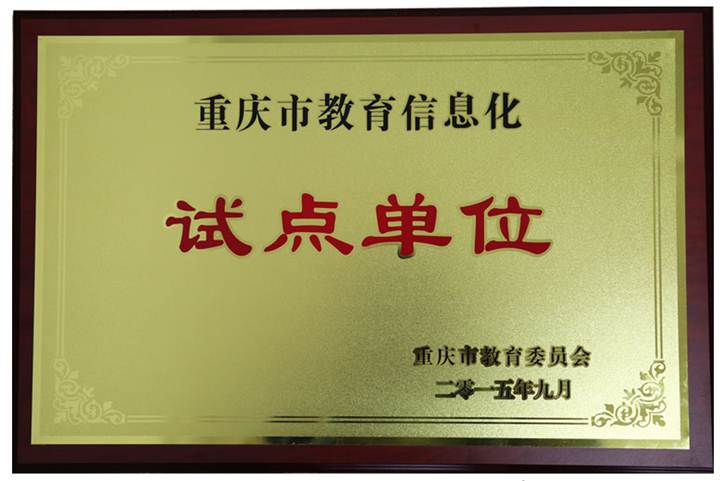 重庆市教育信息化
试点单位
重庆市教育委员会
二零一五年九月